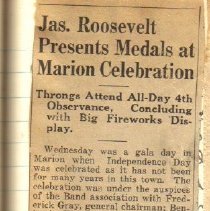 Jas. Roosevelt
Presents Medals at
Marion Celebration
Throngs Attend All-Day 4th
Observance, Concluding
with Big Fireworks Dis-
play.
Wednesday was a gala day in
Marion when Independence Day
was celebrated as it has not been
for many years in this town. The
celebration was under the auspices
of the Band association with Fred-
erick Gray, general chairman; Ben-